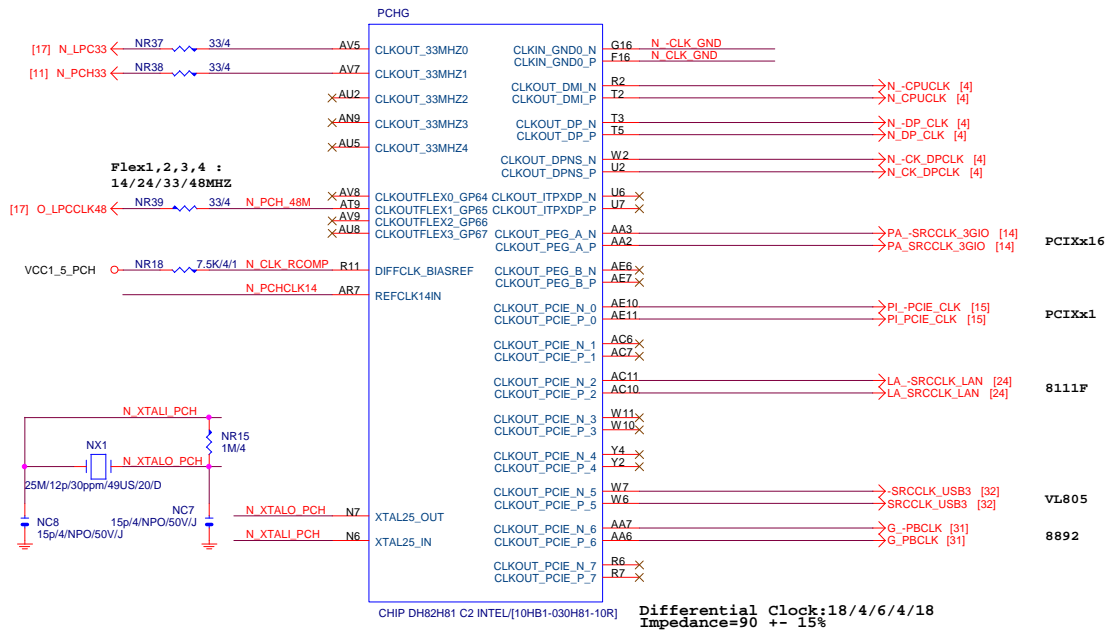 PCHG
[17] N_LPC33 NR37 33/4 AV5 CLKOUT_33MHZ0
[11] N_PCH33 NR38 33/4 AV7 CLKOUT_33MHZ1
AU2 CLKOUT_33MHZ2
AN9 CLKOUT_33MHZ3
AU5 CLKOUT_33MHZ4
Flex1,2,3,4 :
14/24/33/48MHZ
AV8 CLKOUTFLEX0_GP64
[17] O_LPCCLK48 NR39 33/4 N_PCH_48M AT9 CLKOUTFLEX1_GP65
AV9 CLKOUTFLEX2_GP66
AU8 CLKOUTFLEX3_GP67
VCC1_5_PCH NR18 7.5K/4/1 N_CLK_RCOMP R11 DIFFCLK_BIASREF
N_PCHCLK14 AR7 REFCLK14IN
N_XTALI_PCH
NR15
1M/4
NX1 N_XTALO_PCH
25M/12p/30ppm/49US/20/D
NC8
15p/4/NPO/50V/J
NC7
15p/4/NPO/50V/J
N_XTALO_PCH N7 XTAL25_OUT
N_XTALI_PCH N6 XTAL25_IN
CLKIN_GND0_N G16 N_-CLK_GND
CLKIN_GND0_P F16 N_CLK_GND
CLKOUT_DMI_N R2 N_-CPUCLK [4]
CLKOUT_DMI_P T2 N_CPUCLK [4]
CLKOUT_DP_N T3 N_-DP_CLK [4]
CLKOUT_DP_P T5 N_DP_CLK [4]
CLKOUT_DPNS_N W2 N_-CK_DPCLK [4]
CLKOUT_DPNS_P U2 N_CK_DPCLK [4]
CLKOUT_ITPXDP_N U6
CLKOUT_ITPXDP_P U7
CLKOUT_PEG_A_N AA3 PA_-SRCCLK_3GIO [14]
CLKOUT_PEG_A_P AA2 PA_SRCCLK_3GIO [14]
PCIXx16
CLKOUT_PEG_B_N AE6
CLKOUT_PEG_B_P AE7
CLKOUT_PCIE_N_0 AE10 PI_-PCIE_CLK [15]
CLKOUT_PCIE_P_0 AE11 PI_PCIE_CLK [15]
PCIXx1
CLKOUT_PCIE_N_1 AC6
CLKOUT_PCIE_P_1 AC7
CLKOUT_PCIE_N_2 AC11 LA_-SRCCLK_LAN [24]
CLKOUT_PCIE_P_2 AC10 LA_SRCCLK_LAN [24]
8111F
CLKOUT_PCIE_N_3 W11
CLKOUT_PCIE_P_3 W10
CLKOUT_PCIE_N_4 Y4
CLKOUT_PCIE_P_4 Y2
CLKOUT_PCIE_N_5 W7 -SRCCLK_USB3 [32]
CLKOUT_PCIE_P_5 W6 SRCCLK_USB3 [32]
VL805
CLKOUT_PCIE_N_6 AA7 G_-PBCLK [31]
CLKOUT_PCIE_P_6 AA6 G_PBCLK [31]
8892
CLKOUT_PCIE_N_7 R6
CLKOUT_PCIE_P_7 R7
CHIP DH82H81 C2 INTEL/[10HB1-030H81-10R]
Differential Clock:18/4/6/4/18
Impedance=90 +- 15%